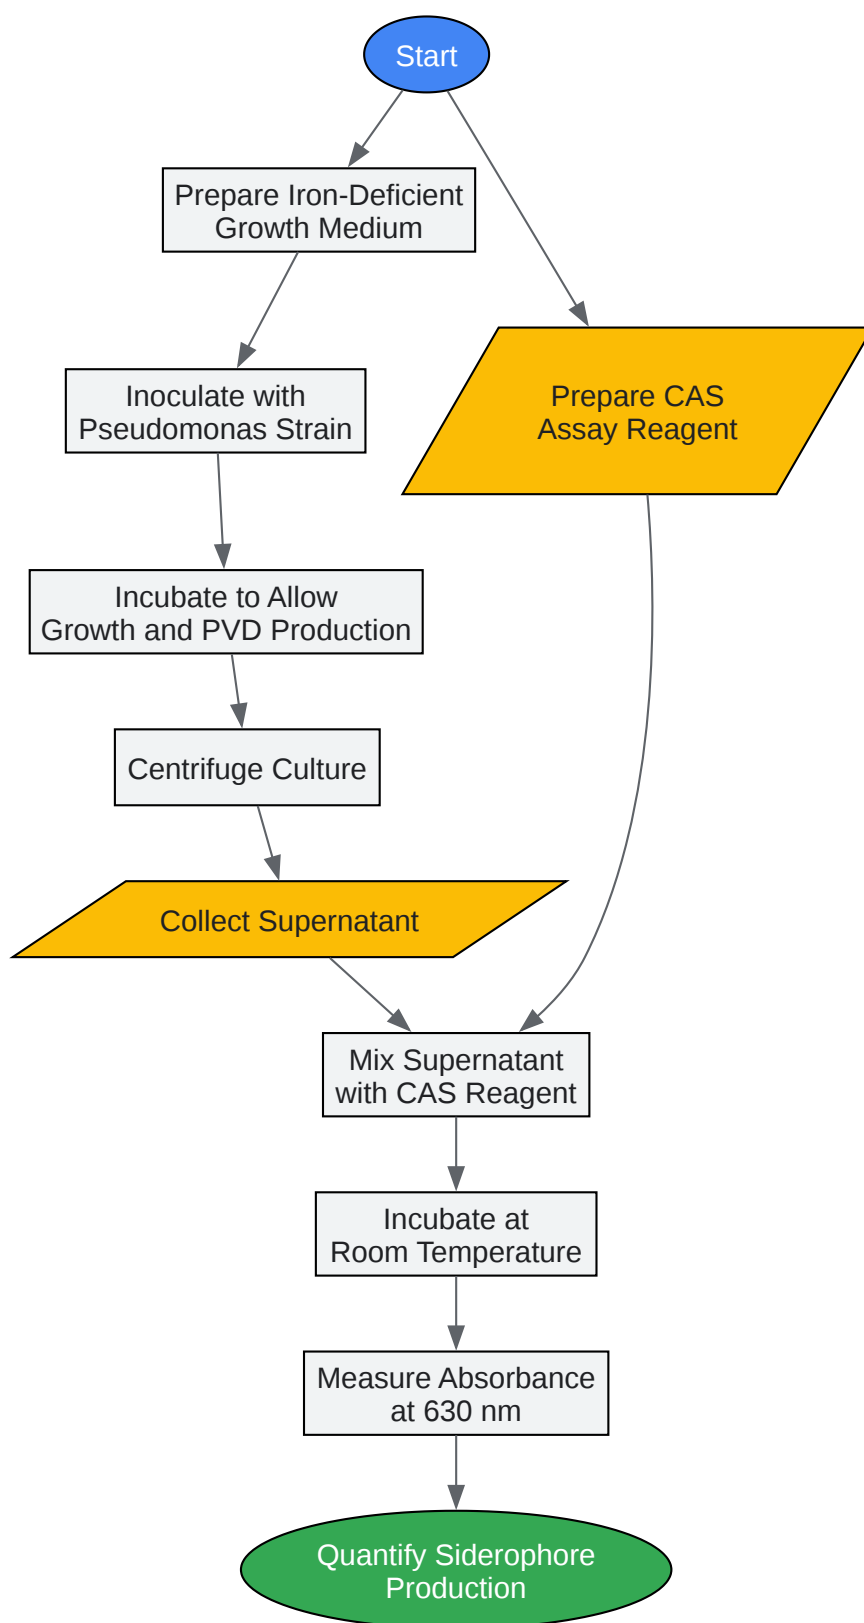 Start
Prepare Iron-Deficient
Growth Medium
Inoculate with
Pseudomonas Strain
Prepare CAS
Assay Reagent
Incubate to Allow
Growth and PVD Production
Centrifuge Culture
Collect Supernatant
Mix Supernatant
with CAS Reagent
Incubate at
Room Temperature
Measure Absorbance
at 630 nm
Quantify Siderophore
Production